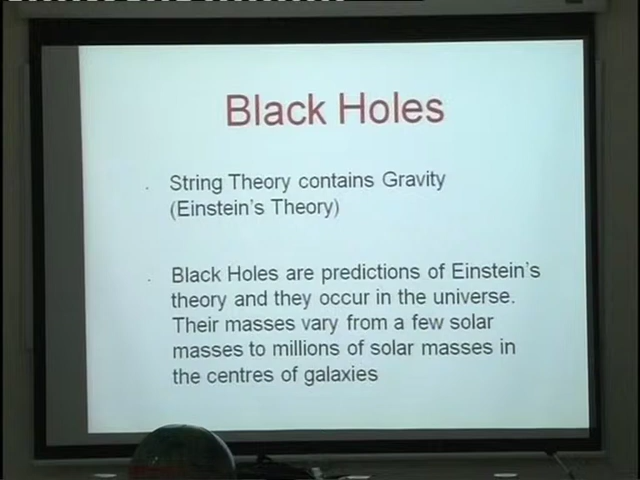 Black Holes
String Theory contains Gravity
(Einstein's Theory)
Black Holes are predictions of Einstein's
theory and they occur in the universe.
Their masses vary from a few solar
masses to millions of solar masses in
the centres of galaxies